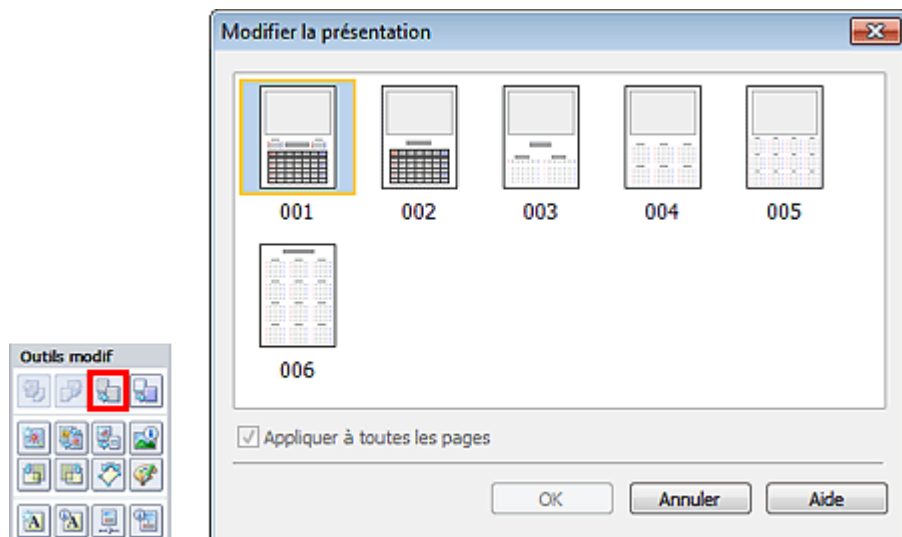 Modifier la présentation
001 002 003 004 005
006
Outils modif
Appliquer à toutes les pages
OK Annuler Aide